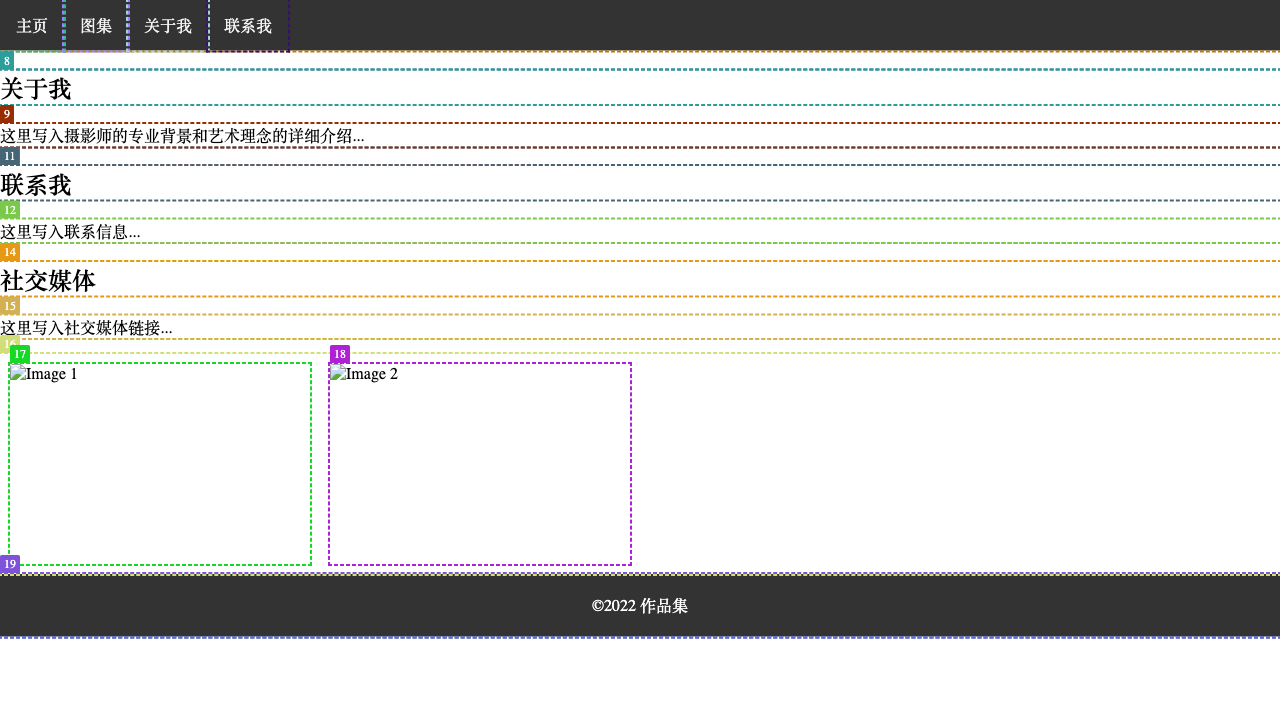 主页 图集 关于我 联系我
8
关于我
9
这里写入摄影师的专业背景和艺术理念的详细介绍...
11
联系我
12
这里写入联系信息...
14
社交媒体
15
这里写入社交媒体链接...
16
17 18
Image 1 Image 2
19
©2022 作品集